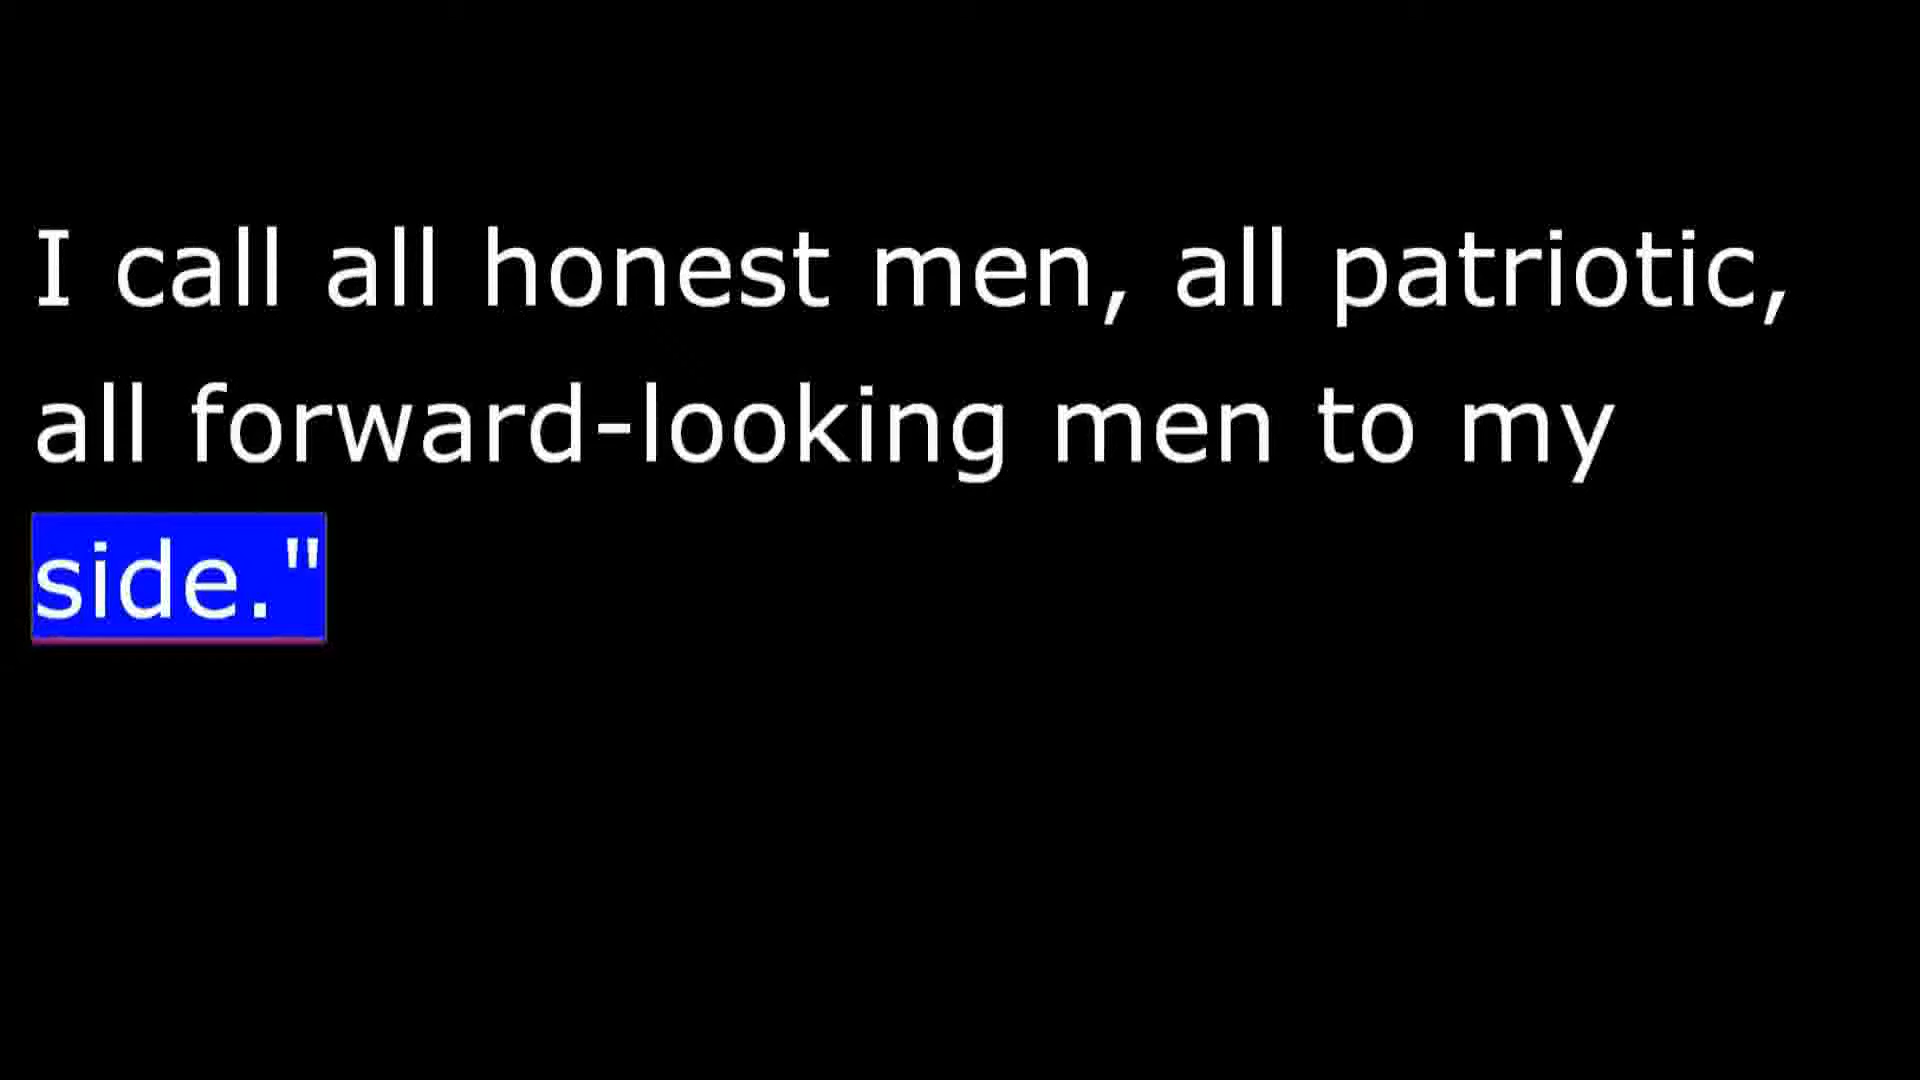 I call all honest men, all patriotic,
all forward-looking men to my
side."